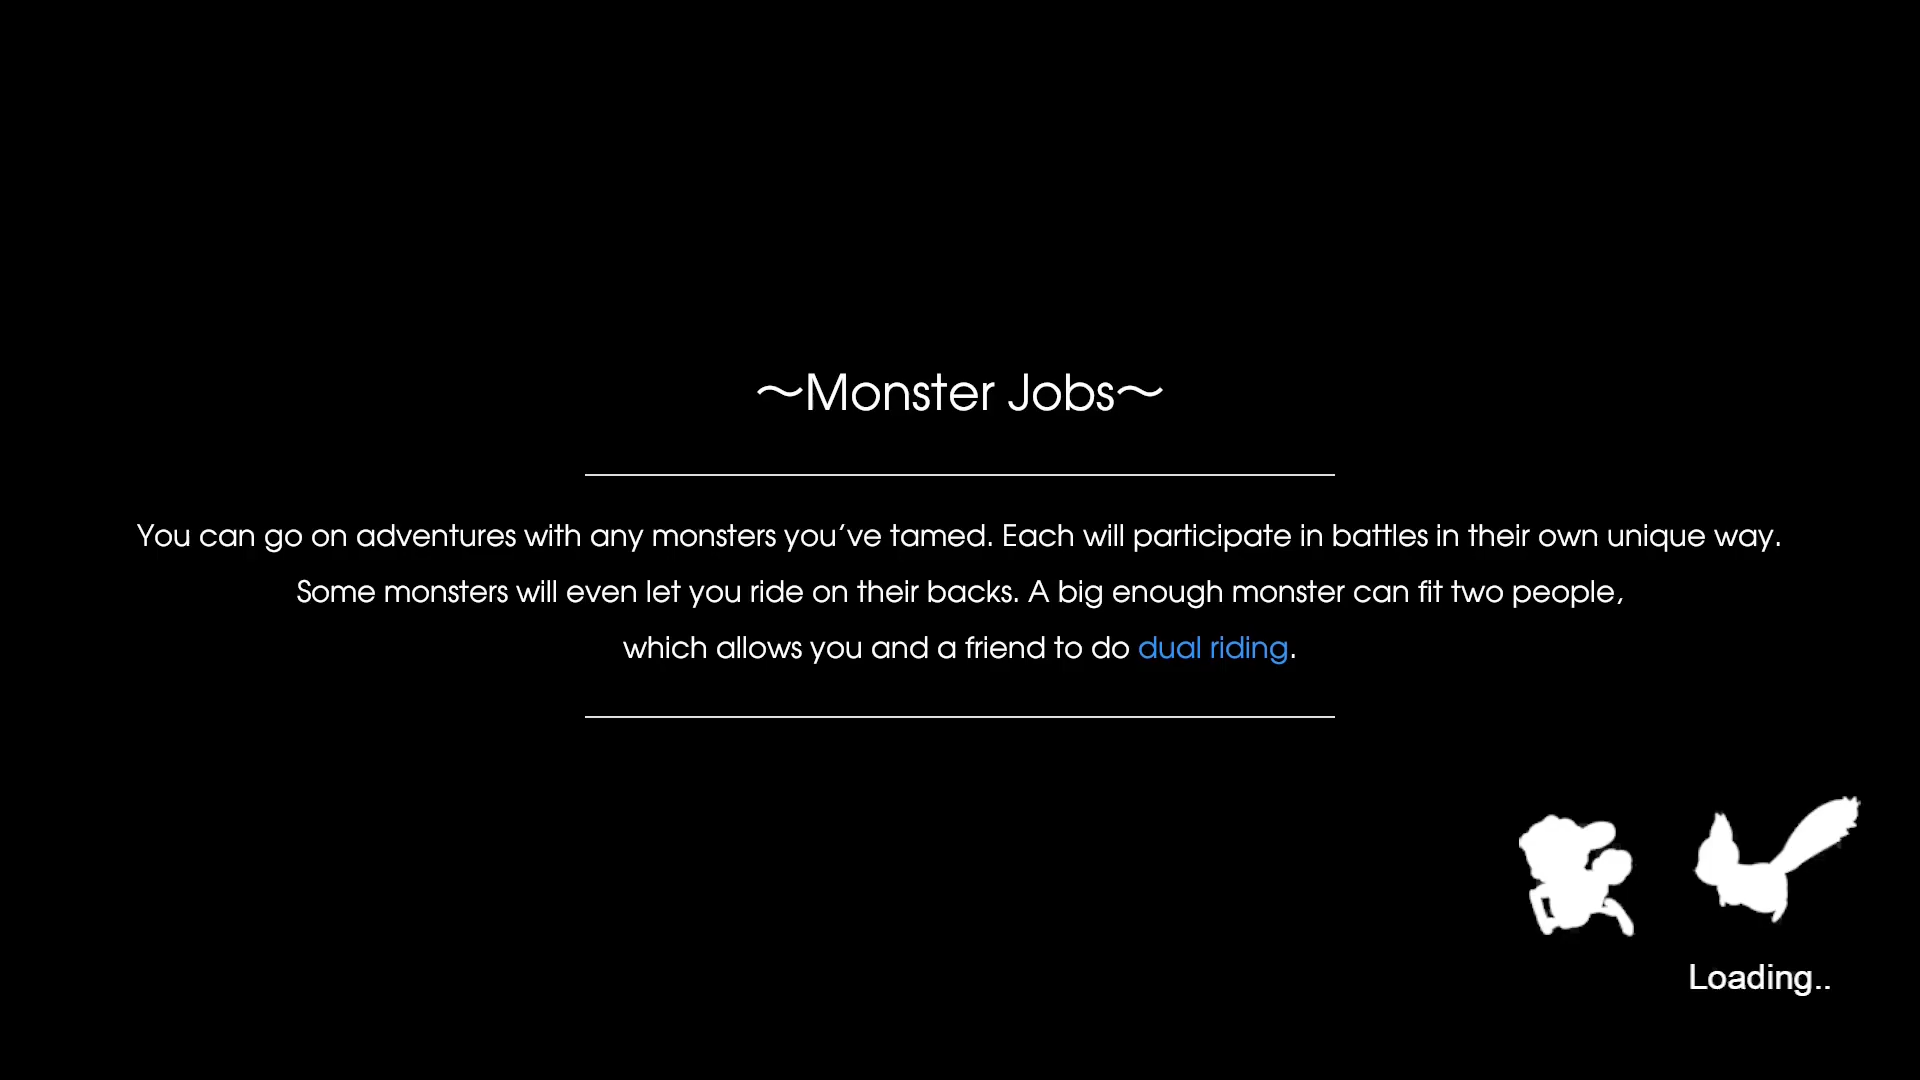 ～Monster Jobs～
You can go on adventures with any monsters you’ve tamed. Each will participate in battles in their own unique way.
Some monsters will even let you ride on their backs. A big enough monster can fit two people,
which allows you and a friend to do dual riding.
Loading..